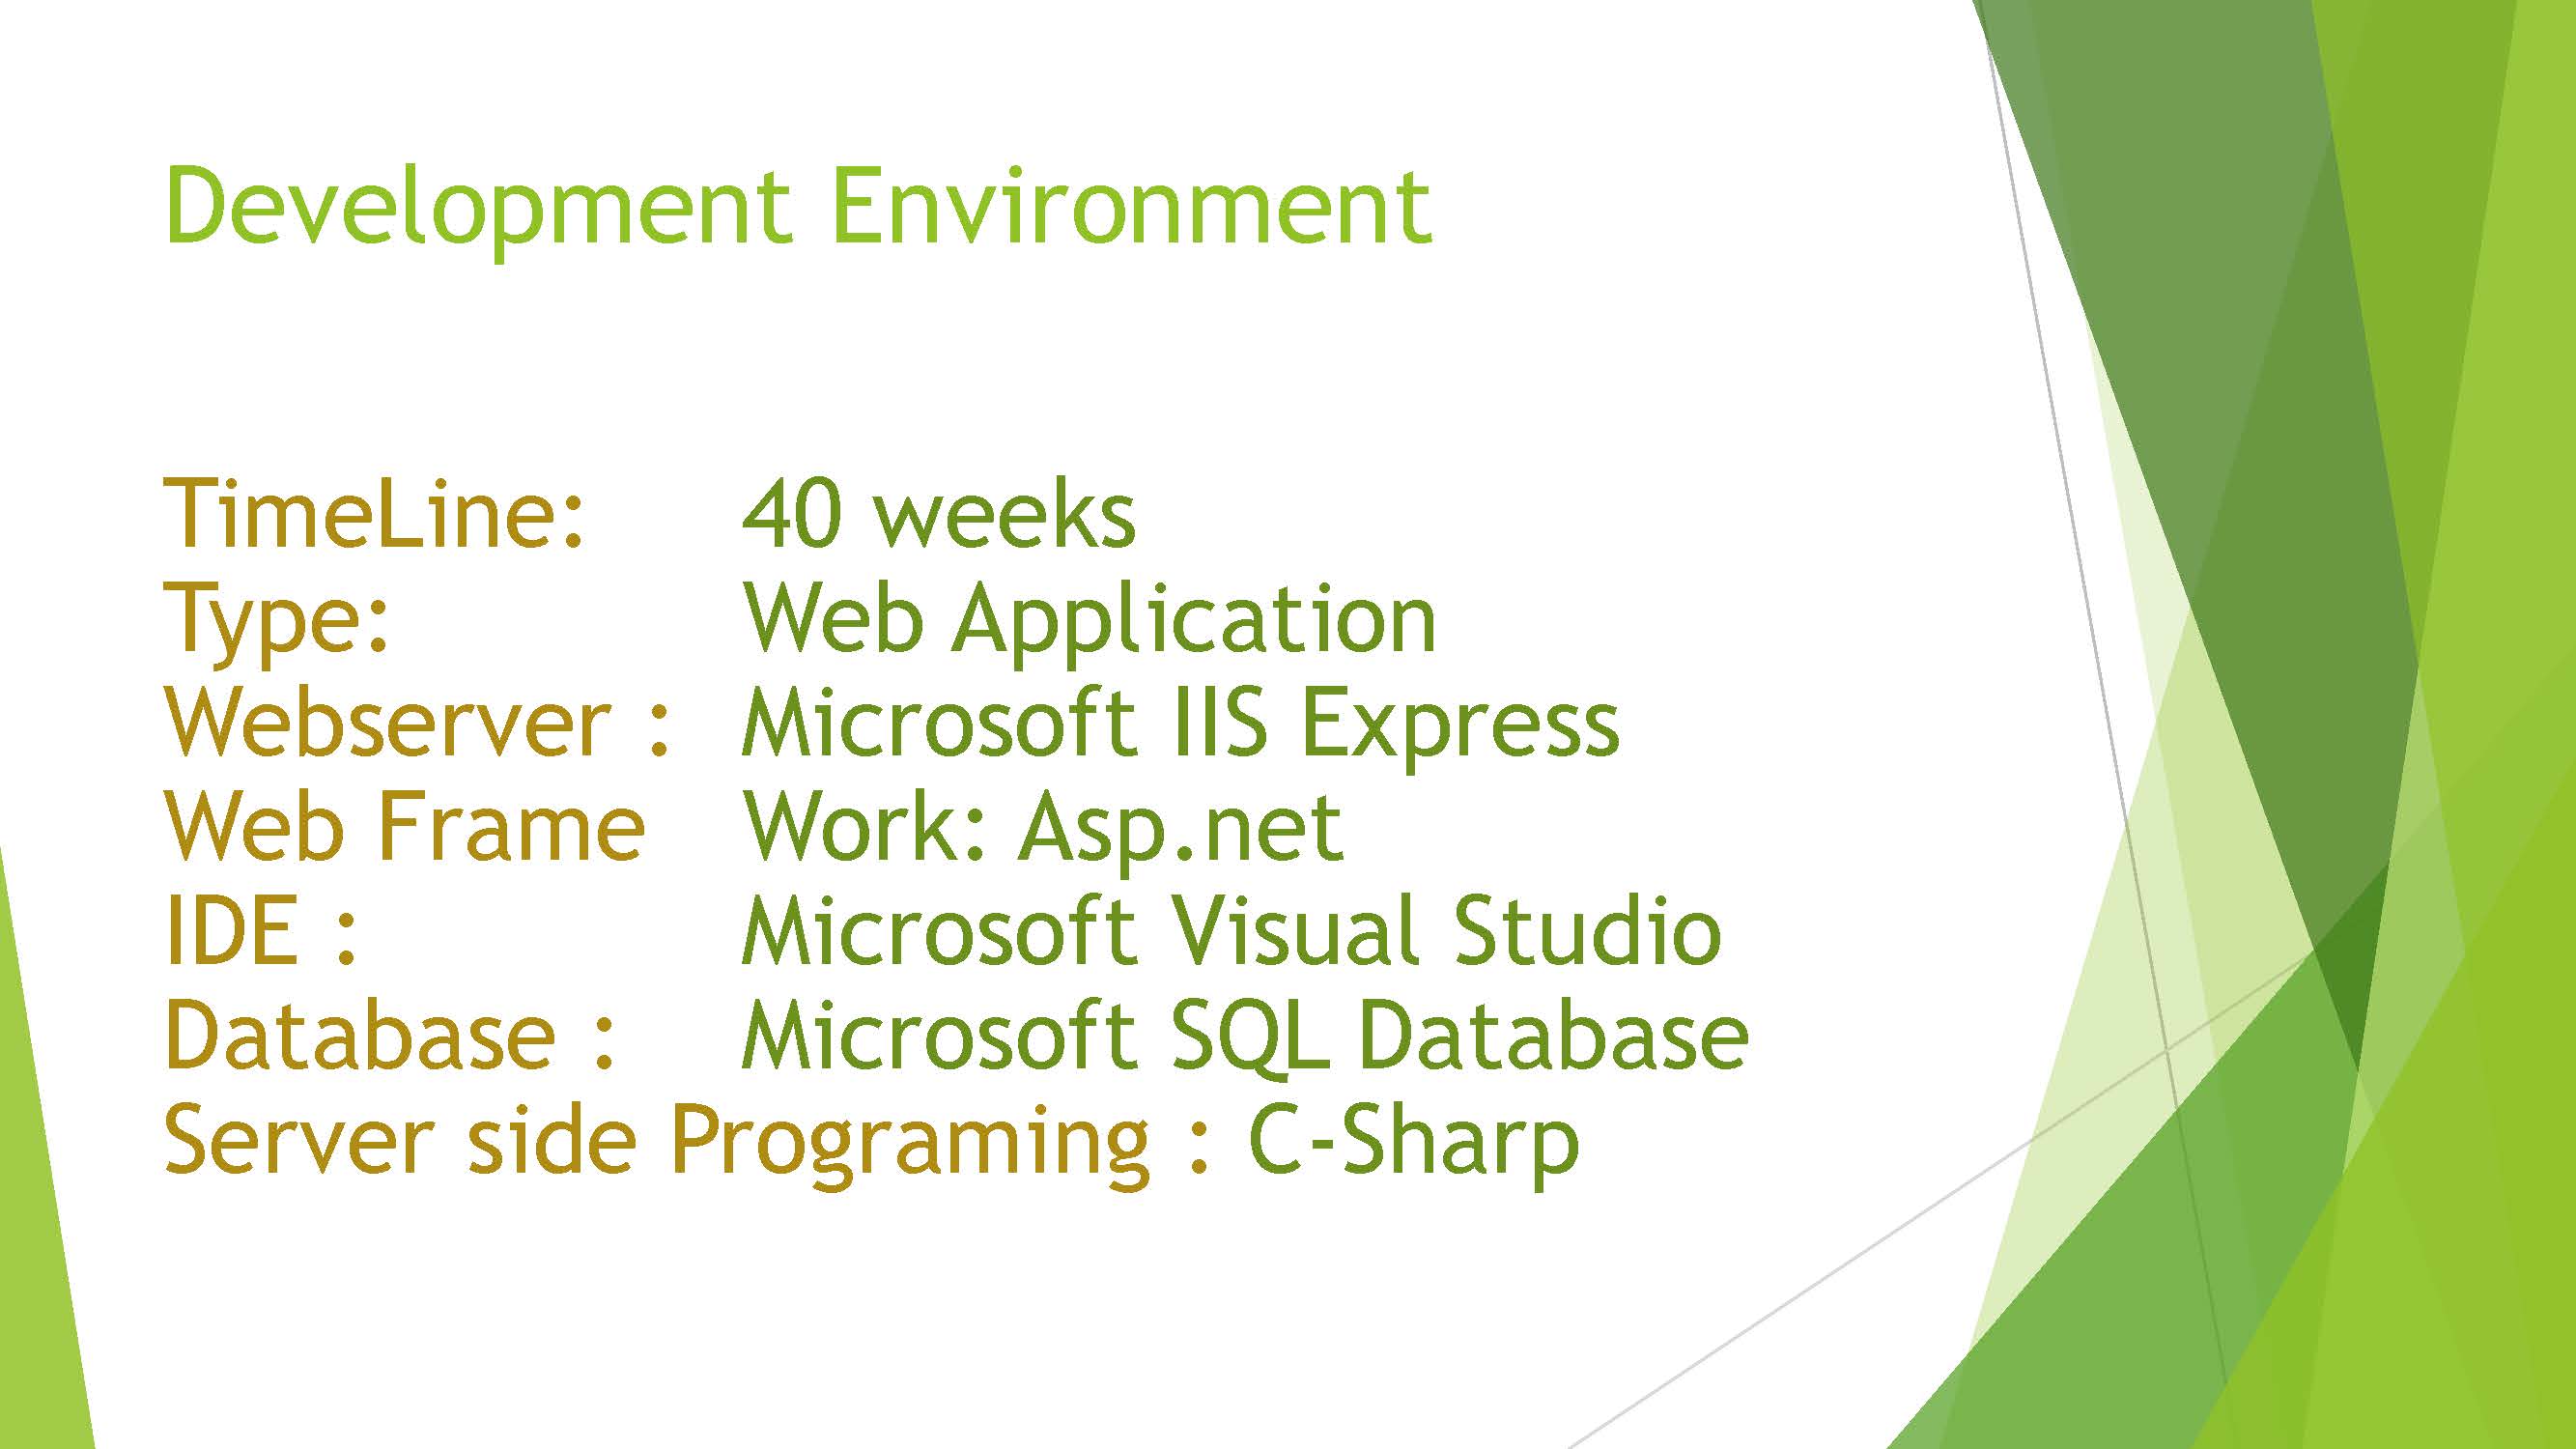 Development Environment
TimeLine: 40 weeks
Type: Web Application
Webserver : Microsoft IIS Express
Web Frame Work: Asp.net
IDE : Microsoft Visual Studio
Database : Microsoft SQL Database
Server side Programing : C-Sharp